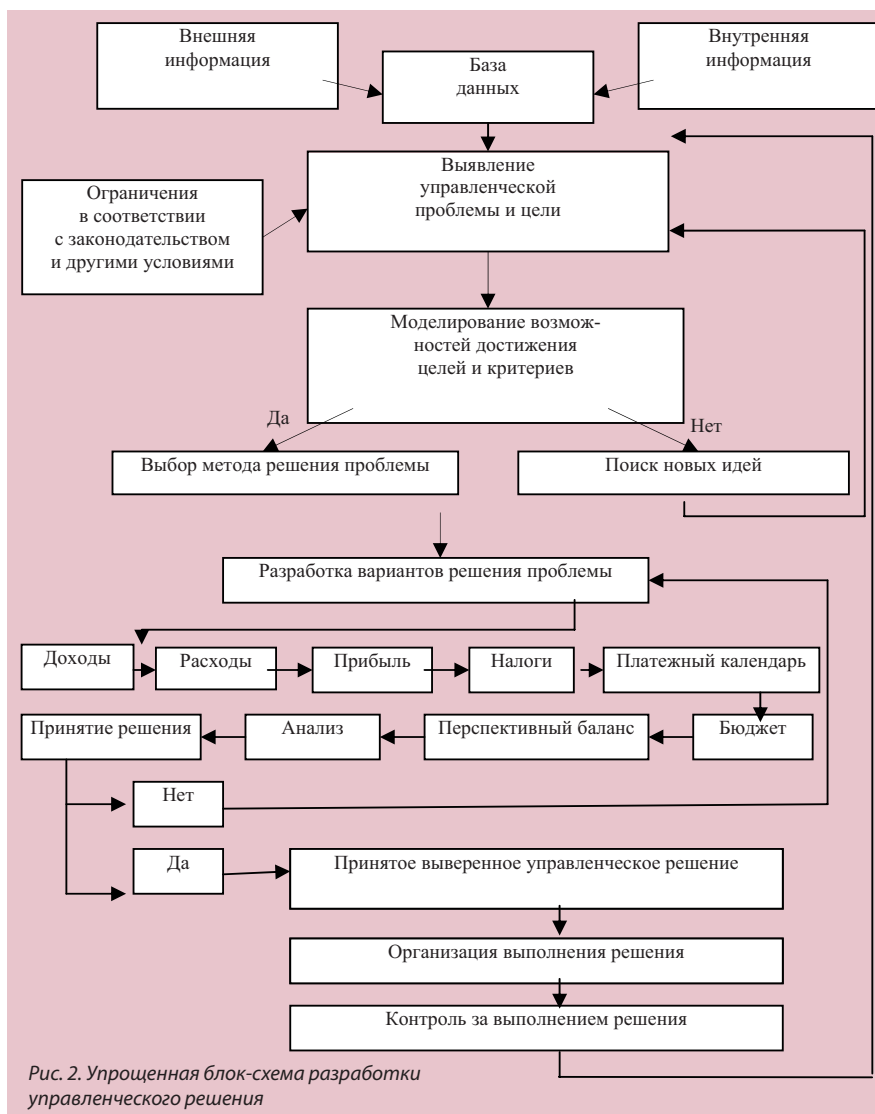 Внешняя
информация
База
данных
Внутренняя
информация
Ограничения
в соответствии
с законодательством
и другими условиями
Выявление
управленческой
проблемы и цели
Моделирование возмож-
ностей достижения
целей и критериев
Да
Нет
Выбор метода решения проблемы
Поиск новых идей
Разработка вариантов решения проблемы
Доходы
Расходы
Прибыль
Налоги
Платежный календарь
Принятие решения
Анализ
Перспективный баланс
Бюджет
Нет
Да
Принятое выверенное управленческое решение
Организация выполнения решения
Контроль за выполнением решения
Рис. 2. Упрощенная блок-схема разработки
управленческого решения